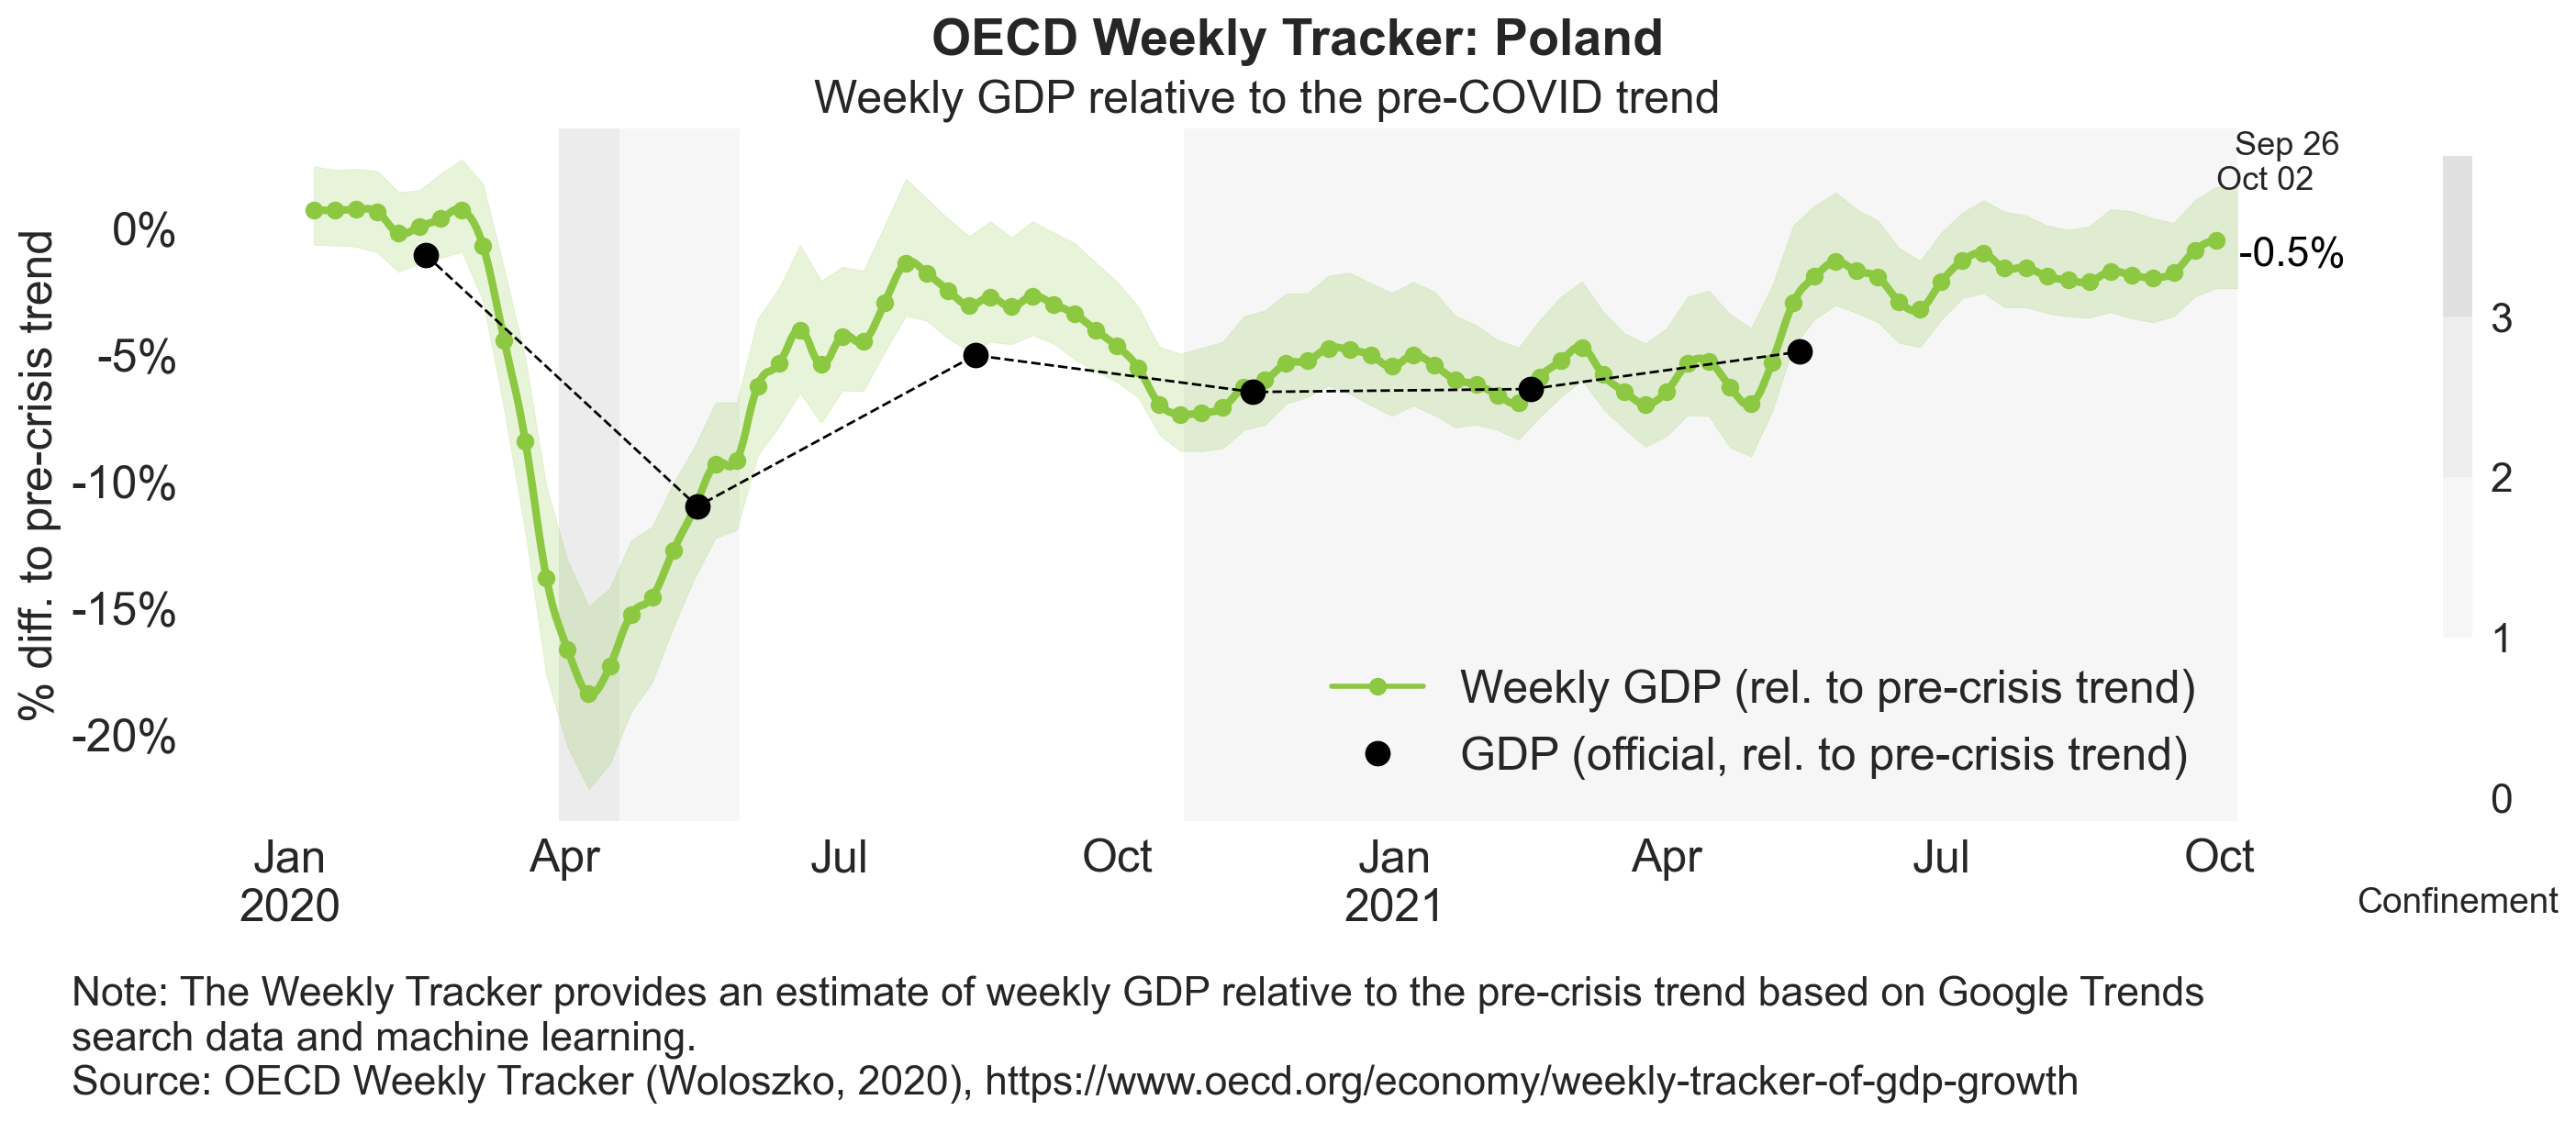 OECD Weekly Tracker: Poland
Weekly GDP relative to the pre-COVID trend
% diff. to pre-crisis trend
0%
-5%
-10%
-15%
-20%
Sep 26
Oct 02
-0.5%
Weekly GDP (rel. to pre-crisis trend)
GDP (official, rel. to pre-crisis trend)
3
2
1
0
Confinement
Jan Apr Jul Oct Jan Apr Jul Oct
2020 2021
Note: The Weekly Tracker provides an estimate of weekly GDP relative to the pre-crisis trend based on Google Trends
search data and machine learning.
Source: OECD Weekly Tracker (Woloszko, 2020), https://www.oecd.org/economy/weekly-tracker-of-gdp-growth